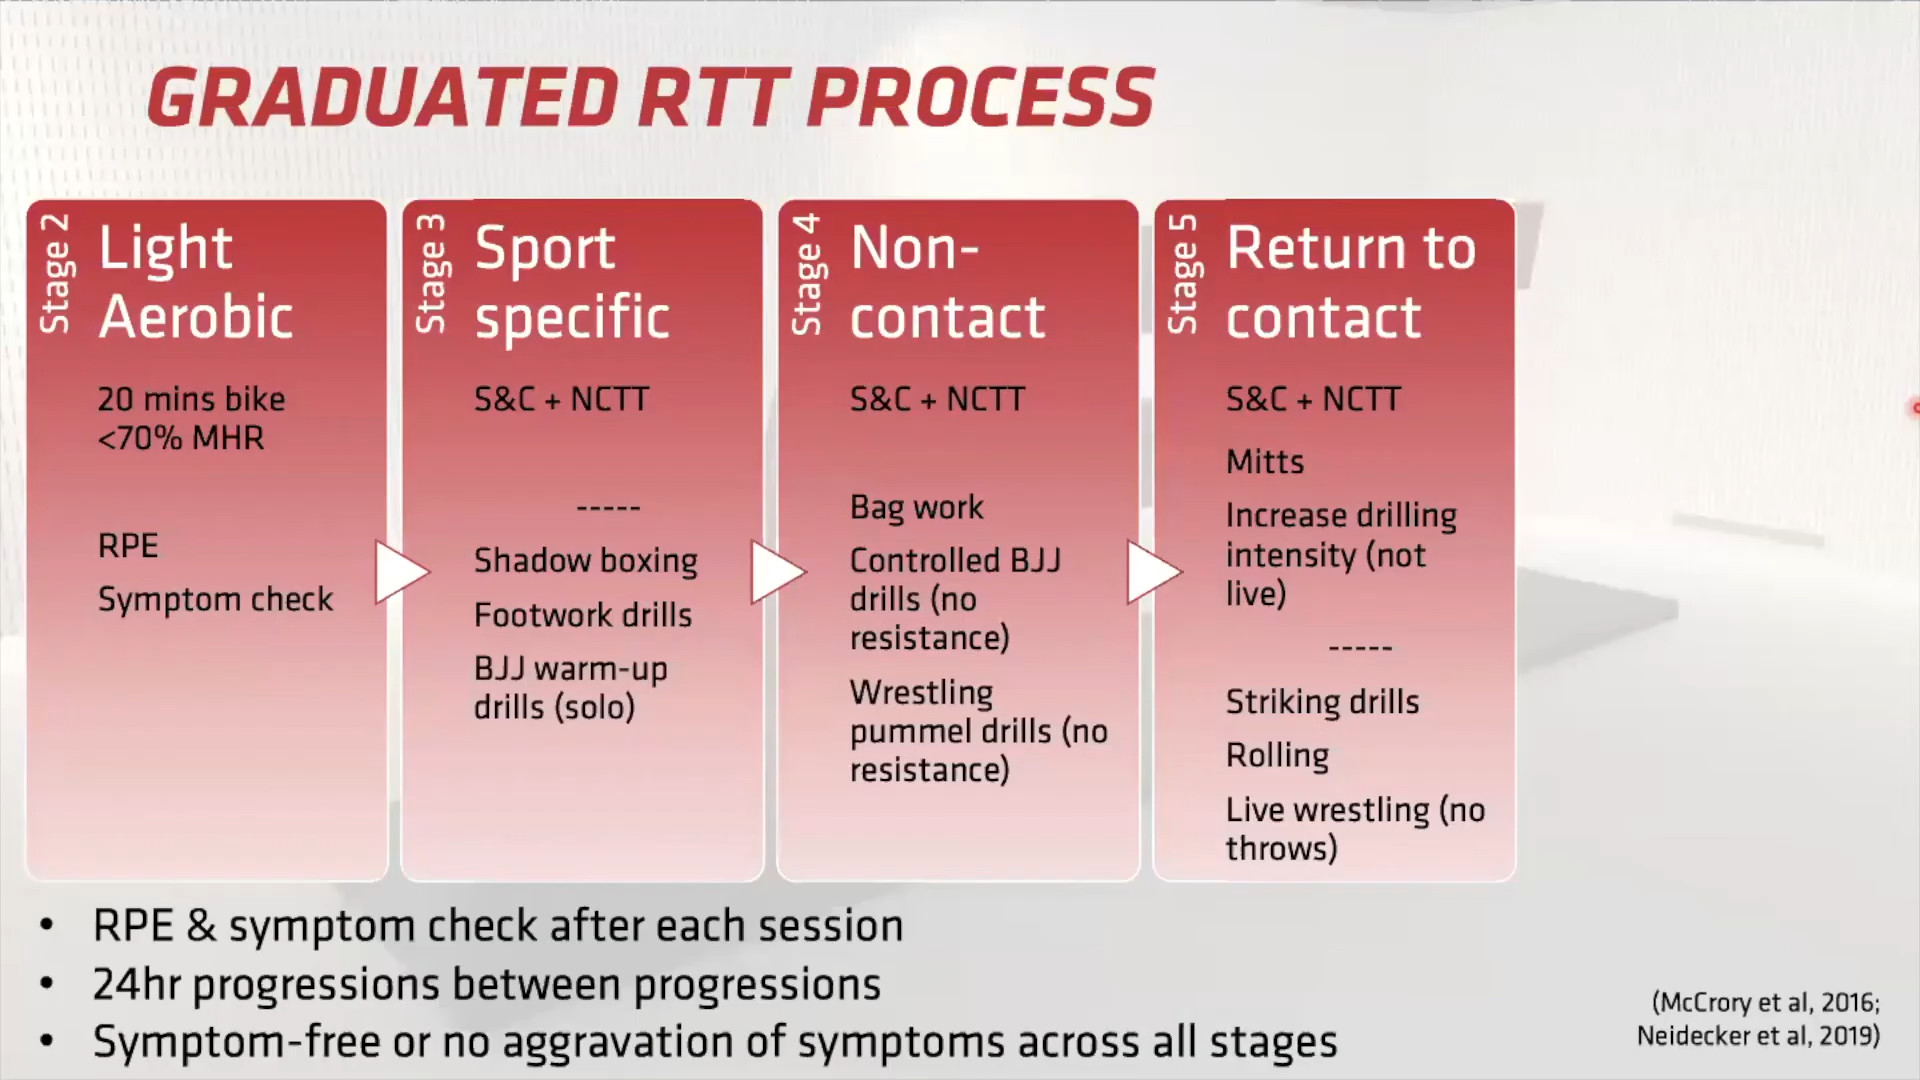 GRADUATED RTT PROCESS
Stage 2
Light
Aerobic
20 mins bike
<70% MHR
RPE
Symptom check
Stage 3
Sport
specific
S&C + NCTT
-----
Shadow boxing
Footwork drills
BJJ warm-up
drills (solo)
Stage 4
Non-
contact
S&C + NCTT
Bag work
Controlled BJJ
drills (no
resistance)
Wrestling
pummel drills (no
resistance)
Stage 5
Return to
contact
S&C + NCTT
Mitts
Increase drilling
intensity (not
live)
-----
Striking drills
Rolling
Live wrestling (no
throws)
• RPE & symptom check after each session
• 24hr progressions between progressions
• Symptom-free or no aggravation of symptoms across all stages
(McCrory et al, 2016;
Neidecker et al, 2019)